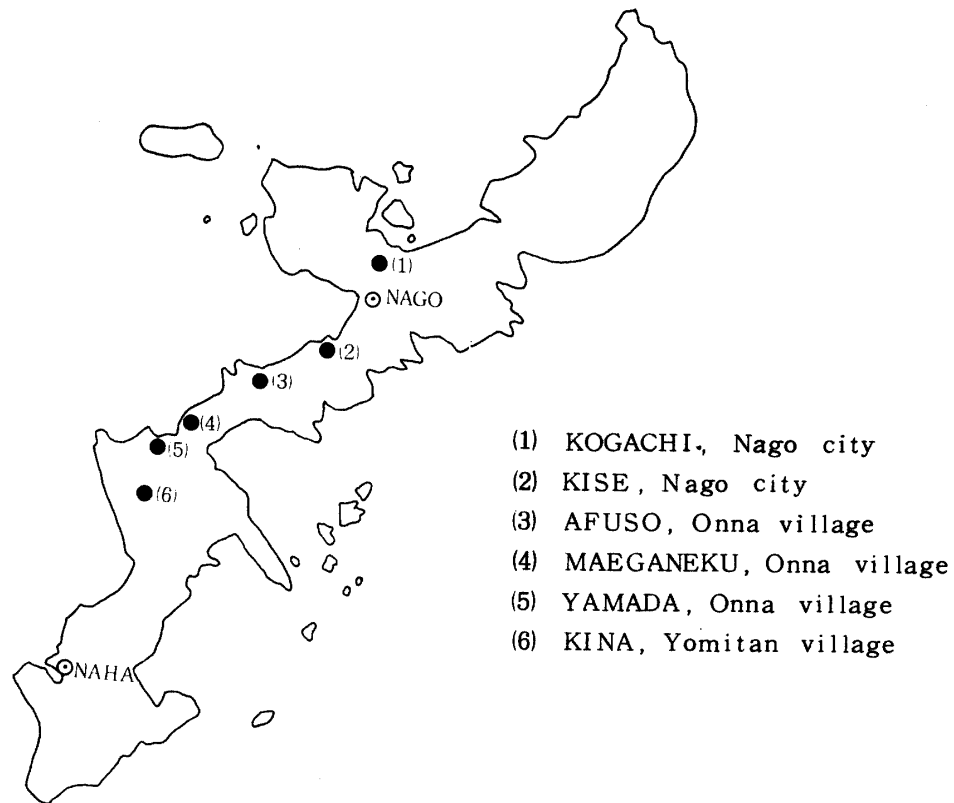 (1)
NAGO
(2)
(3)
(4)
(5)
(6)
NAHA
(1) KOGACHI., Nago city
(2) KISE, Nago city
(3) AFUSO, Onna village
(4) MAEGANEKU, Onna village
(5) YAMADA, Onna village
(6) KINA, Yomitan village